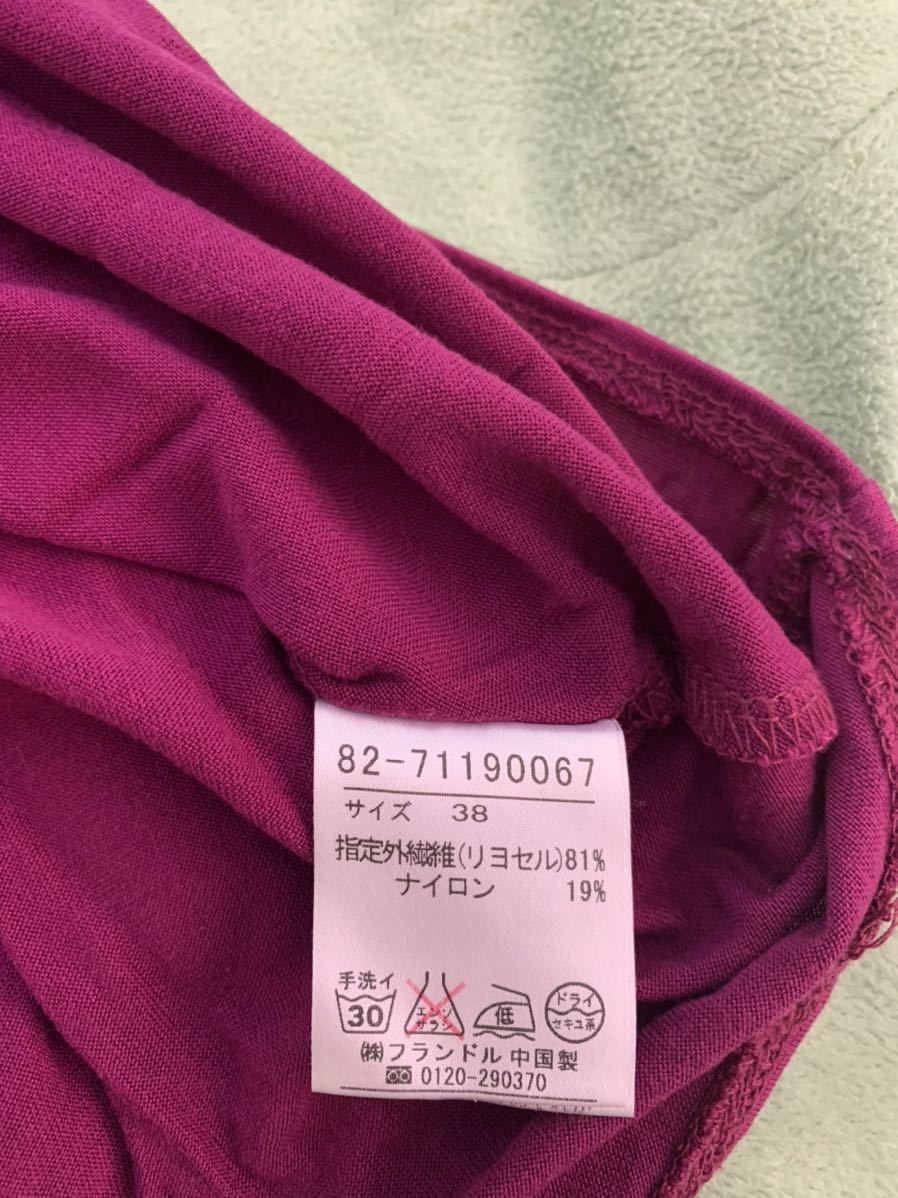 82-71190067
サイズ 38
指定外繊維(リヨセル)81%
ナイロン 19%
手洗イ
30
エンソ
サラシ
低
ドライ
セキユ系
㈱フランドル 中国製
0120-290370